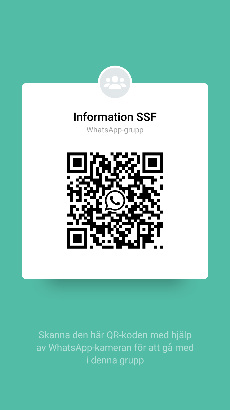 Information SSF
WhatsApp-grupp
Skanna den här QR-koden med hjälp
av WhatsApp-kameran för att gå med
i denna grupp